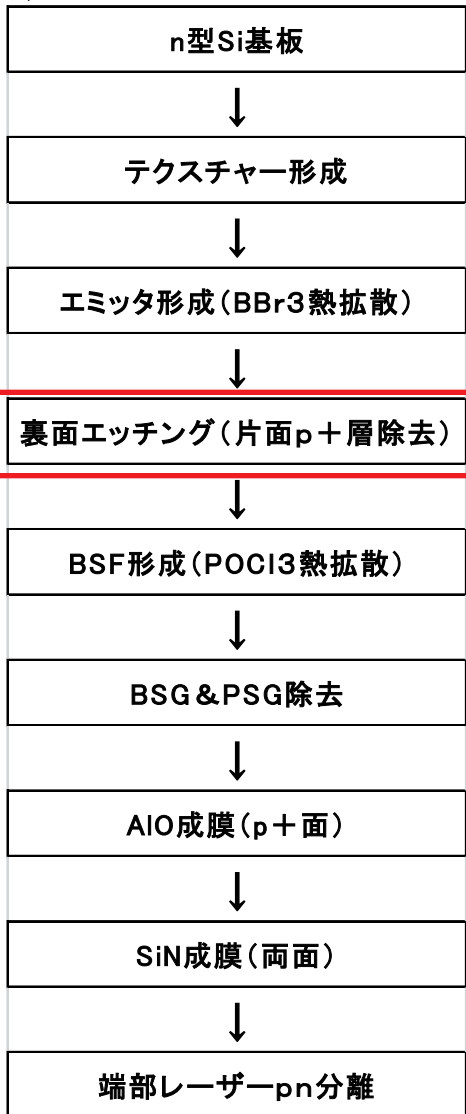 n型Si基板
↓
テクスチャー形成
↓
エミッタ形成(BBr3熱拡散)
↓
裏面エッチング(片面p+層除去)
↓
BSF形成(POCl3熱拡散)
↓
BSG&PSG除去
↓
AlO成膜(p+面)
↓
SiN成膜(両面)
↓
端部レーザーpn分離